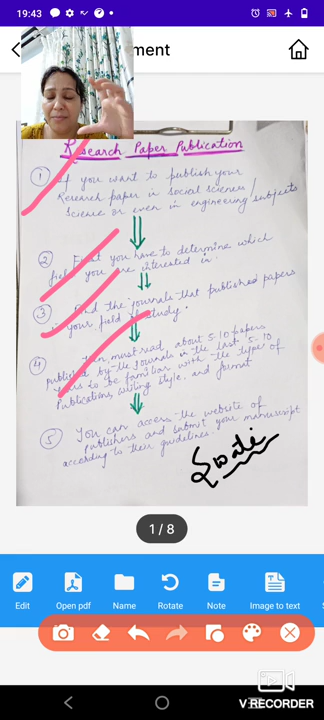 19:43
ment
Research Paper Publication
① If you want to publish your
Research paper in social sciences/
Science or even in engineering subjects
② First you have to determine which
field you are interested in.
③ Find the journals that published papers
in your field of study.
④ must read about 5-10 papers
published by the Journals in the last 5-10
years to be familiar with the types of
Publications, writing style, and format
⑤ You can access the website of
publishers and submit your manuscript
according to their guidelines.
Swati
1 / 8
Edit
Open pdf
Name
Rotate
Note
Image to text
S
V RECORDER